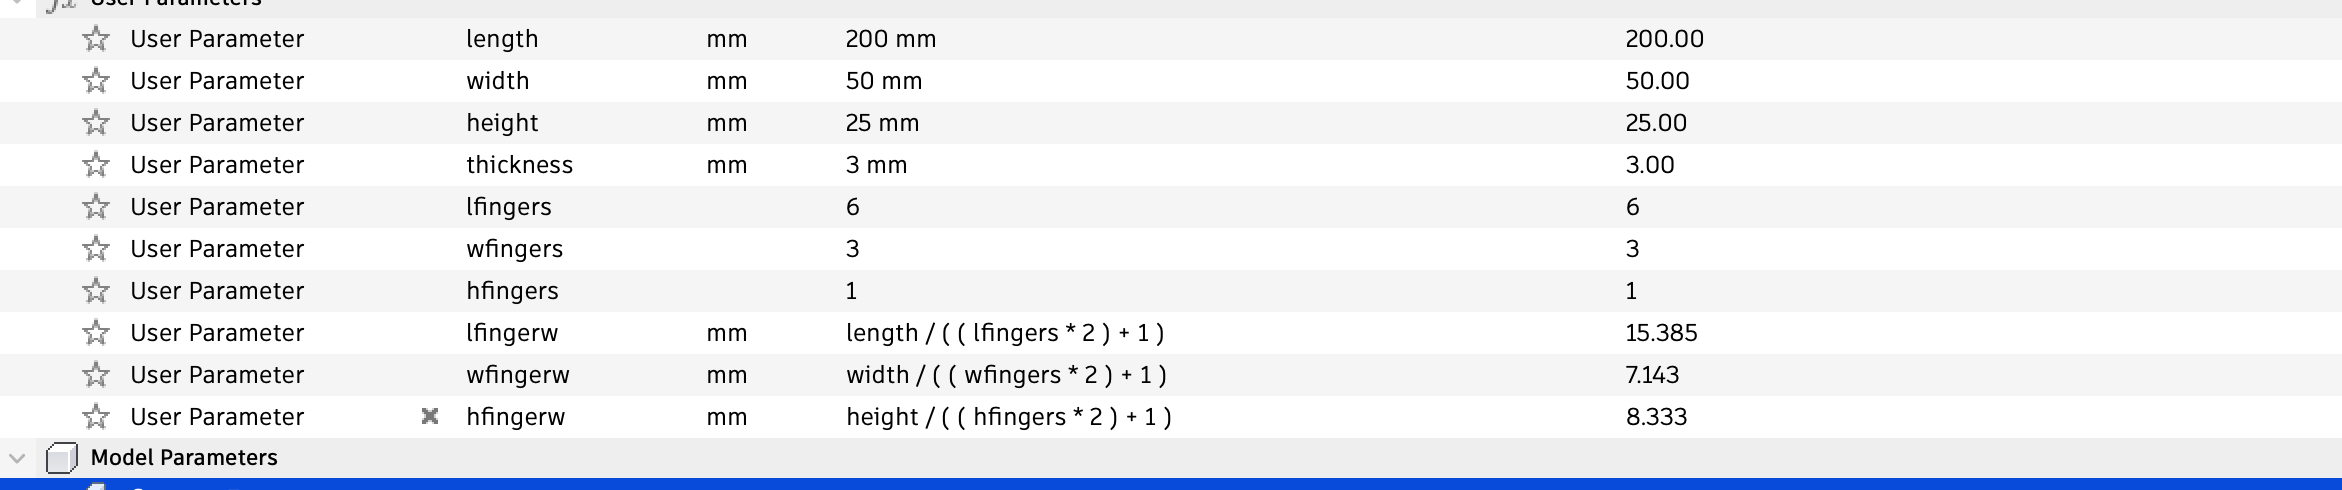 User Parameters
User Parameter length mm 200 mm 200.00
User Parameter width mm 50 mm 50.00
User Parameter height mm 25 mm 25.00
User Parameter thickness mm 3 mm 3.00
User Parameter lfingers 6 6
User Parameter wfingers 3 3
User Parameter hfingers 1 1
User Parameter lfingerw mm length / ( ( lfingers * 2 ) + 1 ) 15.385
User Parameter wfingerw mm width / ( ( wfingers * 2 ) + 1 ) 7.143
User Parameter hfingerw mm height / ( ( hfingers * 2 ) + 1 ) 8.333
Model Parameters